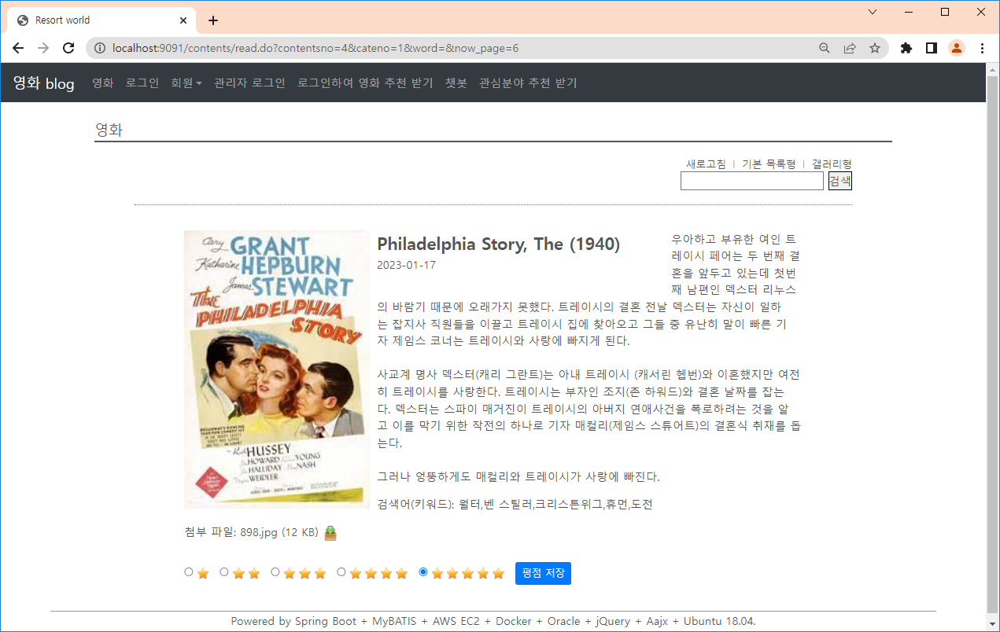 Resort world
localhost:9091/contents/read.do?contentsno=4&cateno=1&word=&now_page=6
영화 blog 영화 로그인 회원 관리자 로그인 로그인하여 영화 추천 받기 챗봇 관심분야 추천 받기
영화
새로고침 | 기본 목록형 | 갤러리형
검색
Cary GRANT
Katharine HEPBURN
James STEWART
THE PHILADELPHIA STORY
Ruth HUSSEY
HOWARD YOUNG
HALLIDAY NASH
Virginia WEIDLER
Philadelphia Story, The (1940)
2023-01-17
우아하고 부유한 여인 트
레이시 페어는 두 번째 결
혼을 앞두고 있는데 첫번
째 남편인 덱스터 리누스
의 바람기 때문에 오래가지 못했다. 트레이시의 결혼 전날 덱스터는 자신이 일하
는 잡지사 직원들을 이끌고 트레이시 집에 찾아오고 그들 중 유난히 말이 빠른 기
자 제임스 코너는 트레이시와 사랑에 빠지게 된다.
사교계 명사 덱스터(캐리 그란트)는 아내 트레이시 (캐서린 헵번)와 이혼했지만 여전
히 트레이시를 사랑한다. 트레이시는 부자인 조지(존 하워드)와 결혼 날짜를 잡는
다. 덱스터는 스파이 매거진이 트레이시의 아버지 연애사건을 폭로하려는 것을 알
고 이를 막기 위한 작전의 하나로 기자 매컬리(제임스 스튜어트)의 결혼식 취재를 돕
는다.
그러나 엉뚱하게도 매컬리와 트레이시가 사랑에 빠진다.
검색어(키워드): 월터,벤 스틸러,크리스튼위그,휴먼,도전
첨부 파일: 898.jpg (12 KB)
평점 저장
Powered by Spring Boot + MyBATIS + AWS EC2 + Docker + Oracle + jQuery + Aajx + Ubuntu 18.04.